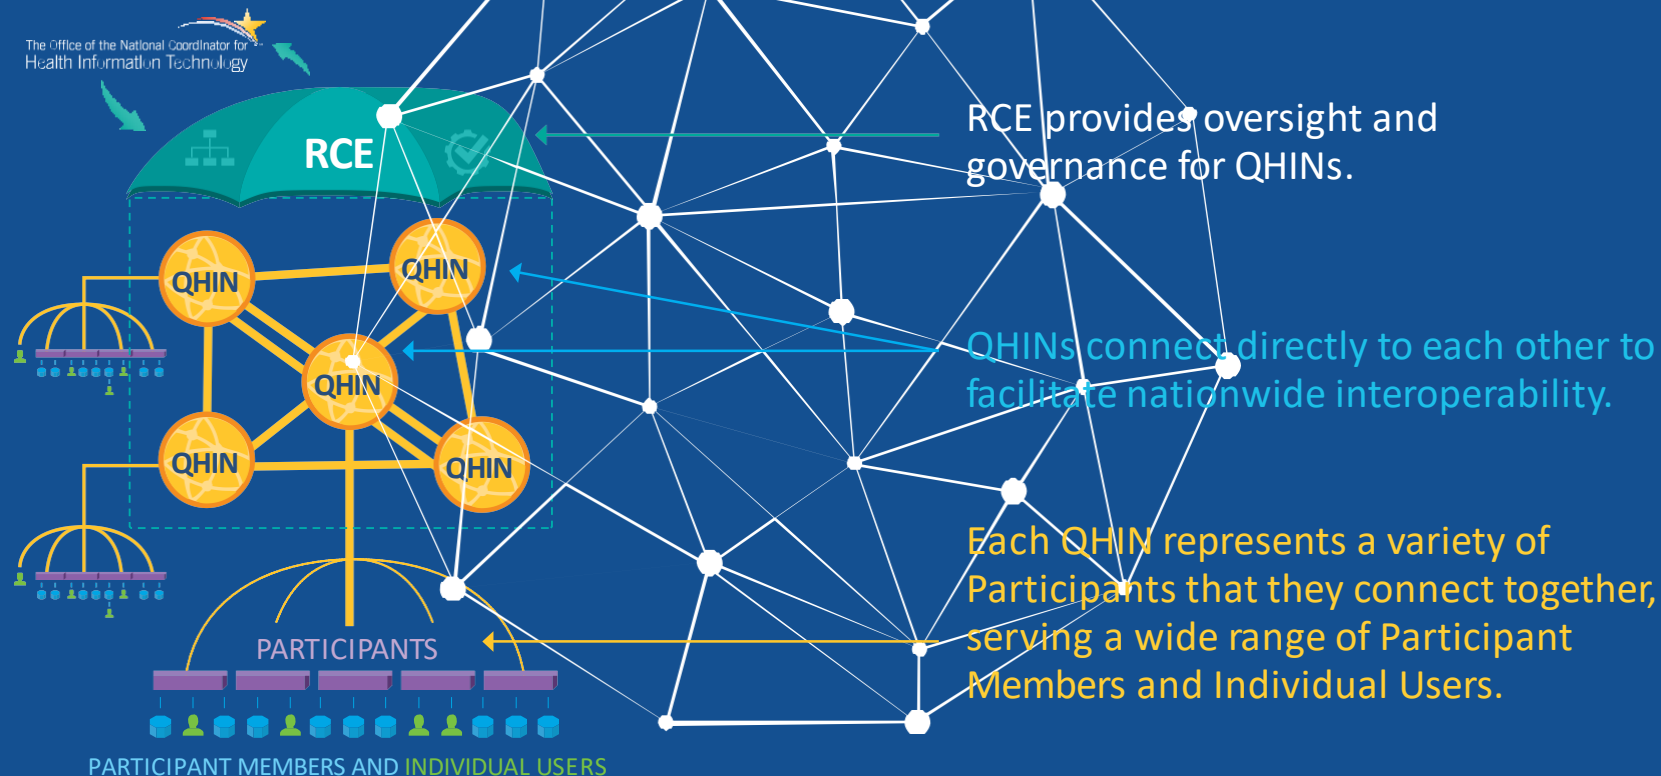 The Office of the National Coordinator for
Health Information Technology
RCE
RCE provides oversight and
governance for QHINs.
QHIN
QHIN
QHIN
QHIN
QHIN
QHINs connect directly to each other to
facilitate nationwide interoperability.
Each QHIN represents a variety of
Participants that they connect together,
serving a wide range of Participant
Members and Individual Users.
PARTICIPANTS
PARTICIPANT MEMBERS AND INDIVIDUAL USERS